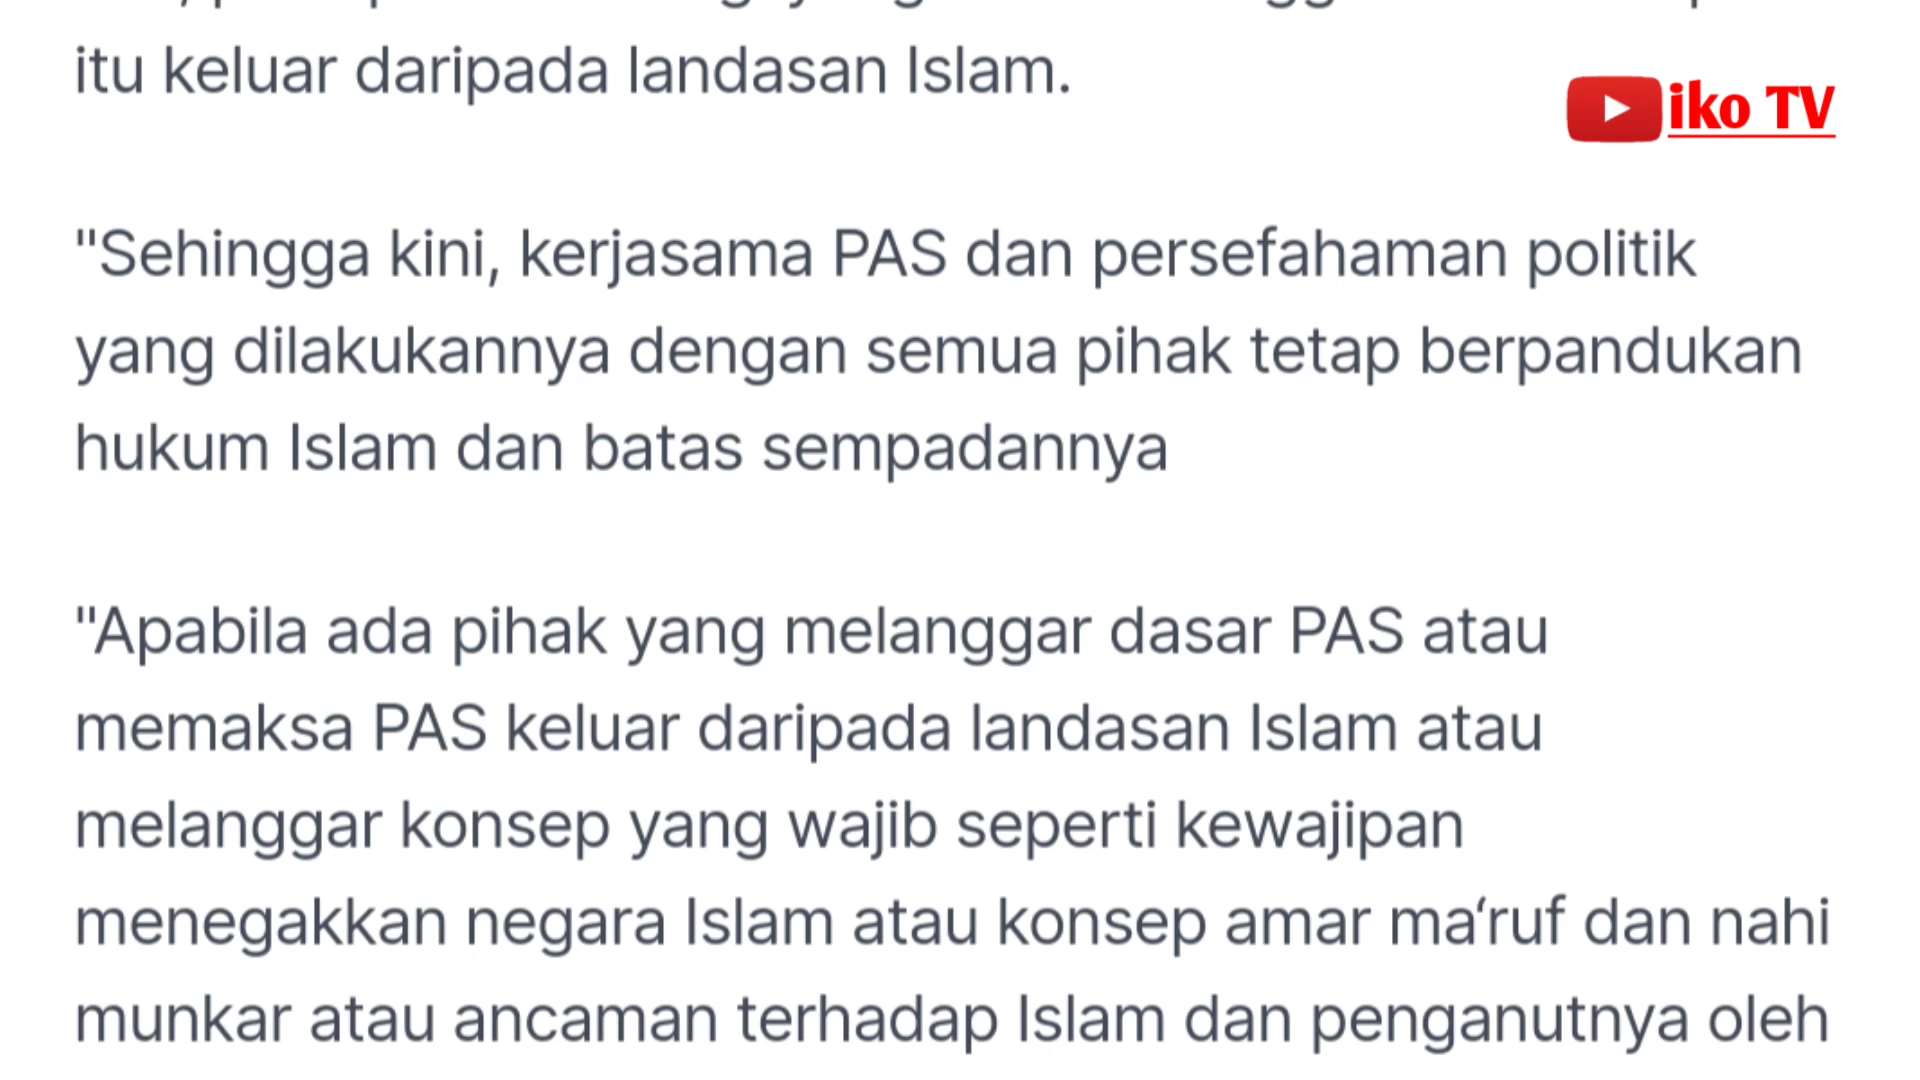 itu keluar daripada landasan Islam.
iko TV
"Sehingga kini, kerjasama PAS dan persefahaman politik
yang dilakukannya dengan semua pihak tetap berpandukan
hukum Islam dan batas sempadannya
"Apabila ada pihak yang melanggar dasar PAS atau
memaksa PAS keluar daripada landasan Islam atau
melanggar konsep yang wajib seperti kewajipan
menegakkan negara Islam atau konsep amar ma‘ruf dan nahi
munkar atau ancaman terhadap Islam dan penganutnya oleh